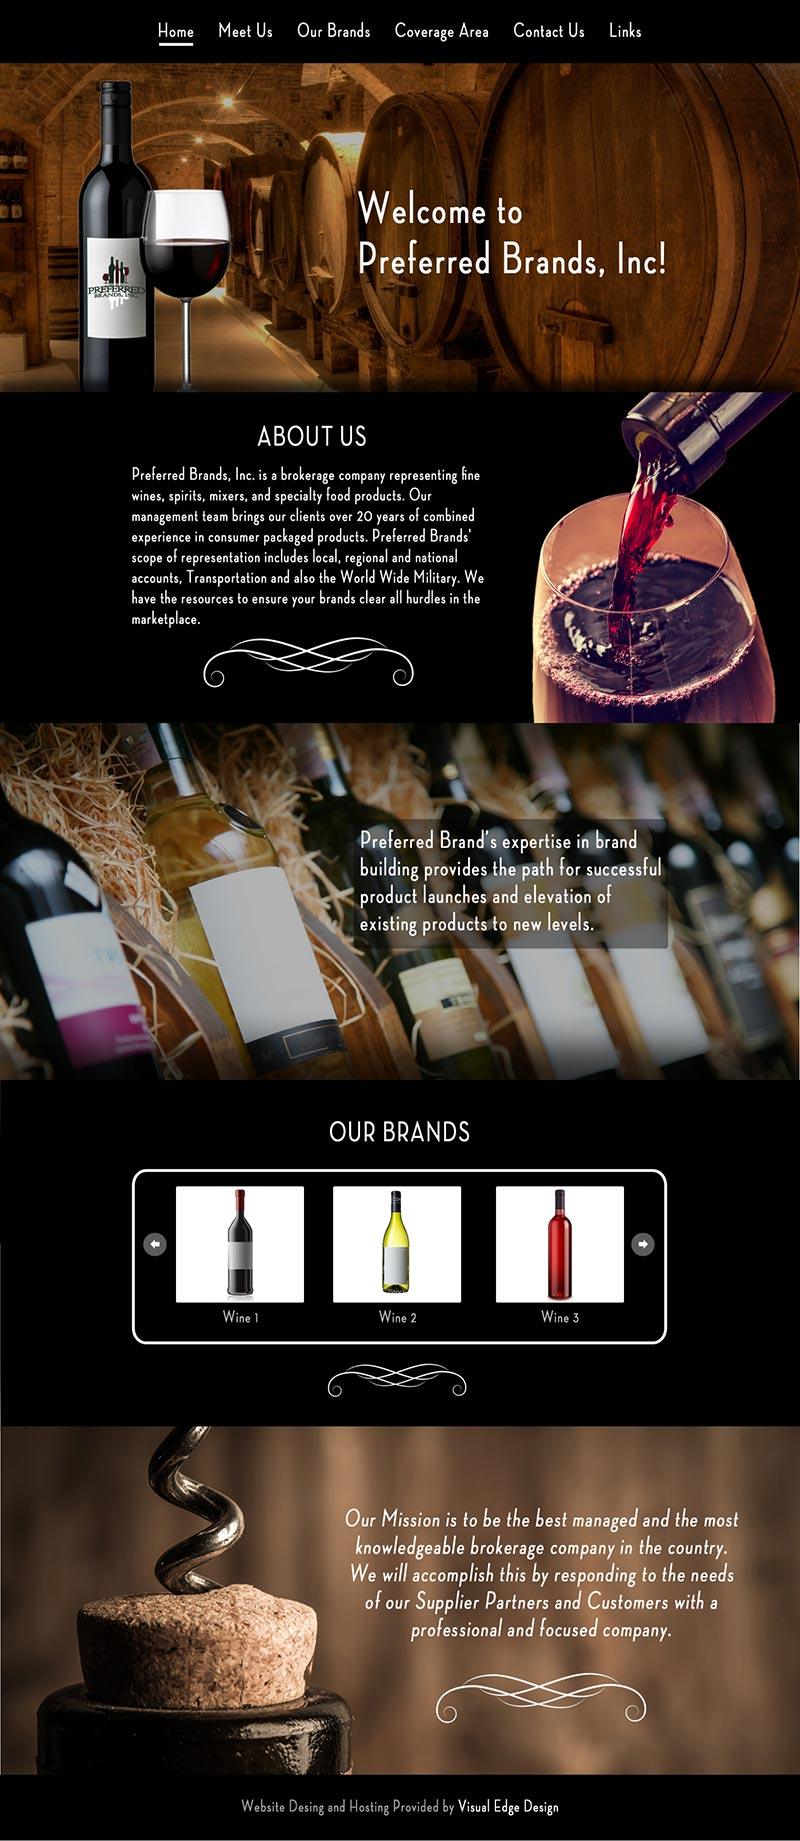 Home Meet Us Our Brands Coverage Area Contact Us Links
PREFERRED
BRANDS, INC.
Welcome to
Preferred Brands, Inc!
ABOUT US
Preferred Brands, Inc. is a brokerage company representing fine
wines, spirits, mixers, and specialty food products. Our
management team brings our clients over 20 years of combined
experience in consumer packaged products. Preferred Brands'
scope of representation includes local, regional and national
accounts, Transportation and also the World Wide Military. We
have the resources to ensure your brands clear all hurdles in the
marketplace.
Preferred Brand's expertise in brand
building provides the path for successful
product launches and elevation of
existing products to new levels.
OUR BRANDS
Wine 1 Wine 2 Wine 3
Our Mission is to be the best managed and the most
knowledgeable brokerage company in the country.
We will accomplish this by responding to the needs
of our Supplier Partners and Customers with a
professional and focused company.
Website Desing and Hosting Provided by Visual Edge Design